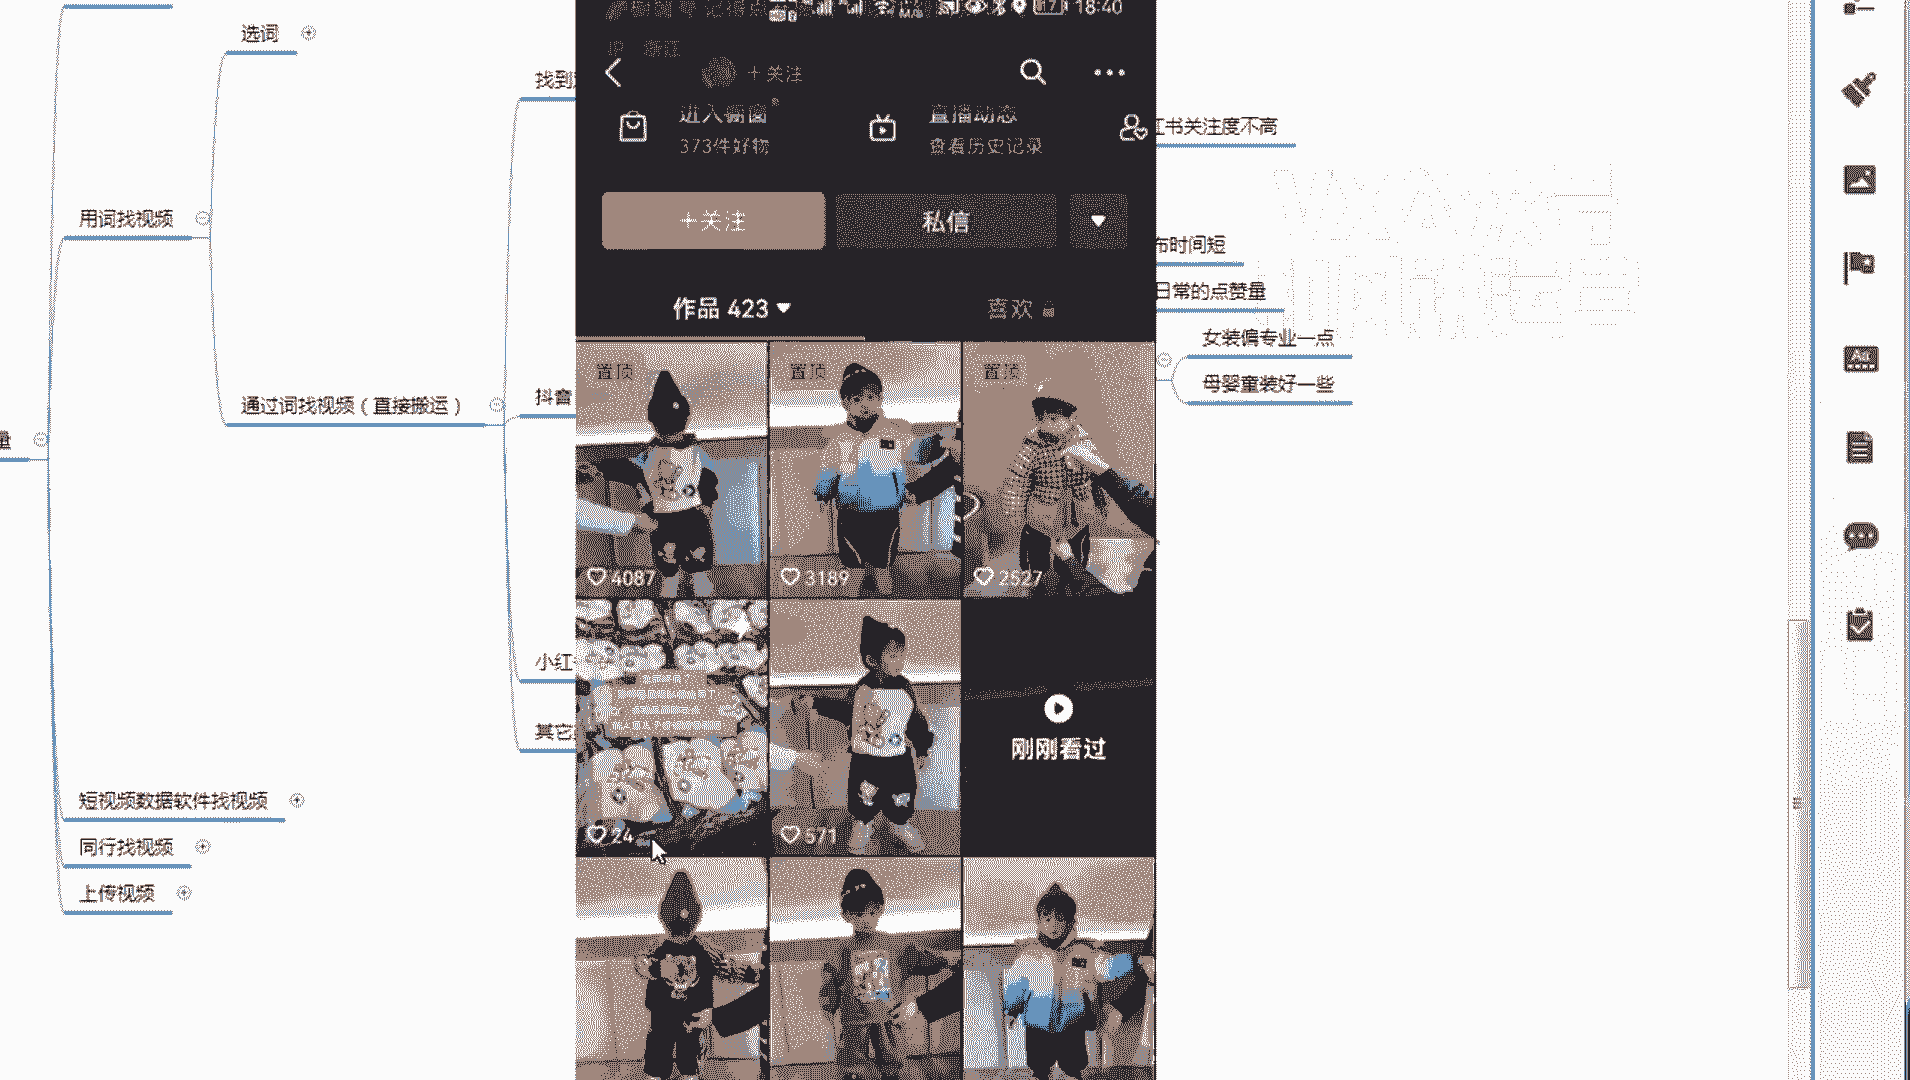 选词
用词找视频
通过词找视频（直接搬运）
量
短视频数据软件找视频
同行找视频
上传视频
找到
抖音
小红
其它
18:40
17
IP
浙江
+ 关注
进入橱窗
373件好物
直播动态
查看历史记录
+关注
私信
作品 423
喜欢
置顶
置顶
置顶
4087
3189
2527
24
571
刚刚看过
红书关注度不高
布时间短
日常的点赞量
女装偏专业一点
母婴童装好一些